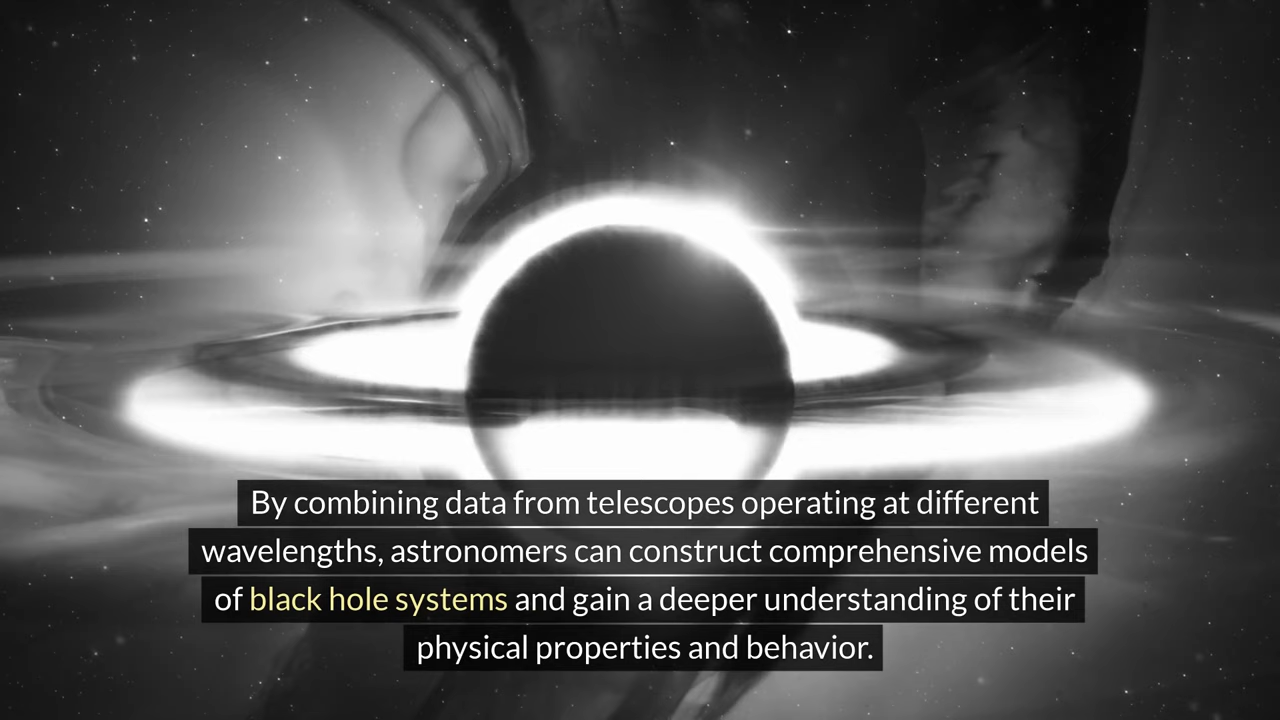 By combining data from telescopes operating at different
wavelengths, astronomers can construct comprehensive models
of black hole systems and gain a deeper understanding of their
physical properties and behavior.